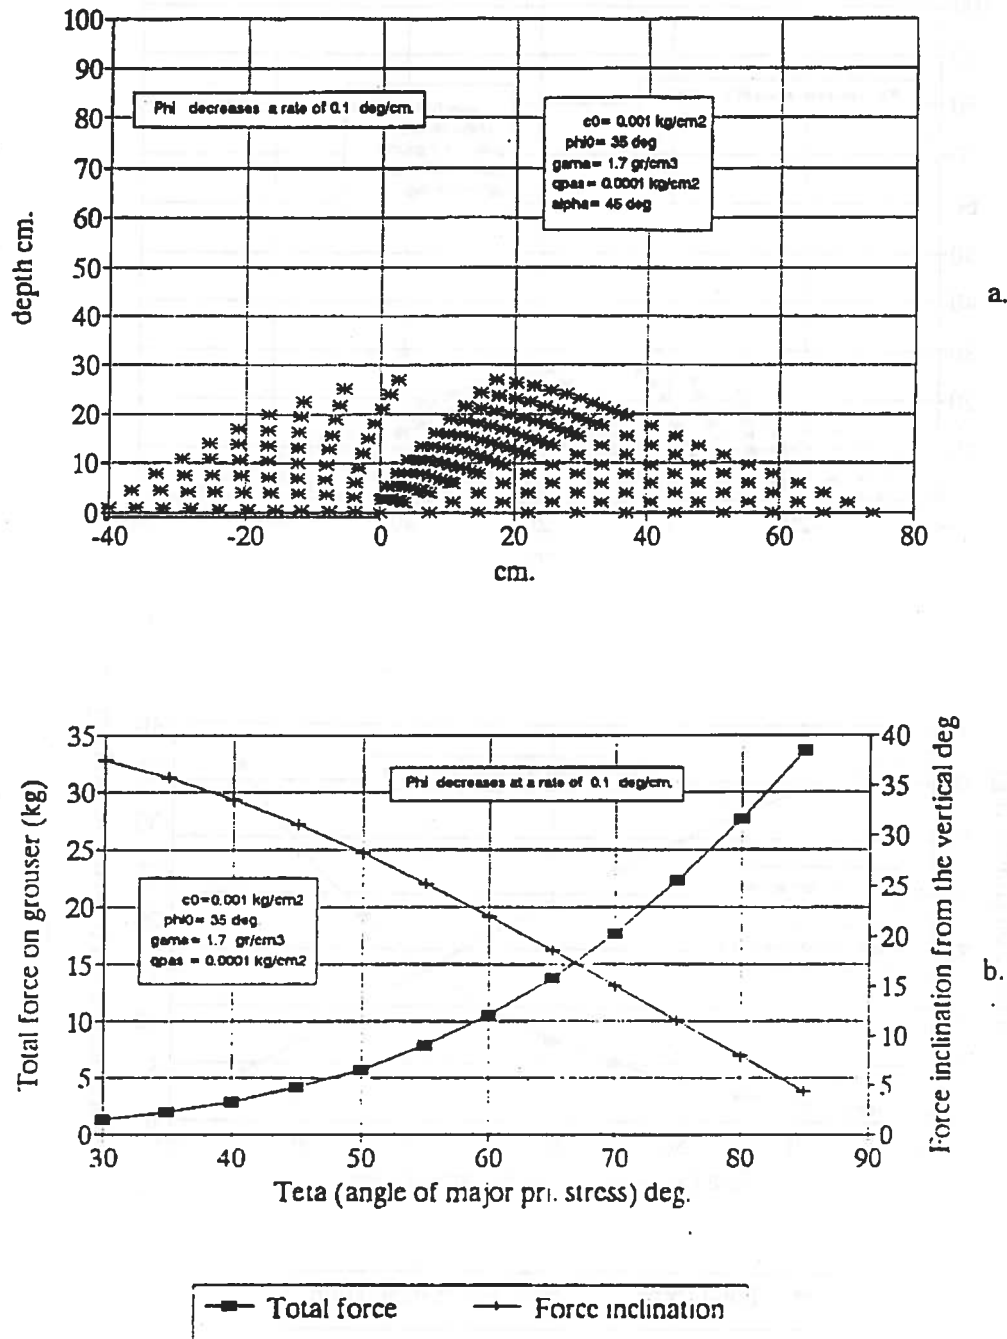 100
90
80
70
60
50
40
30
20
10
0
depth cm.
Phi decreases a rate of 0.1 deg/cm.
c0= 0.001 kg/cm2
phi0= 35 deg
gama= 1.7 gr/cm3
qpas= 0.0001 kg/cm2
alpha= 45 deg
a.
-40 -20 0 20 40 60 80
cm.
35
30
25
20
15
10
5
0
Total force on grouser (kg)
Phi decreases at a rate of 0.1 deg/cm.
c0=0.001 kg/cm2
phi0= 35 deg.
gama= 1.7 gr/cm3
qpas = 0.0001 kg/cm2
40
35
30
25
20
15
10
5
0
Force inclination from the vertical deg
b.
30 40 50 60 70 80 90
Teta (angle of major pri. stress) deg.
Total force Force inclination